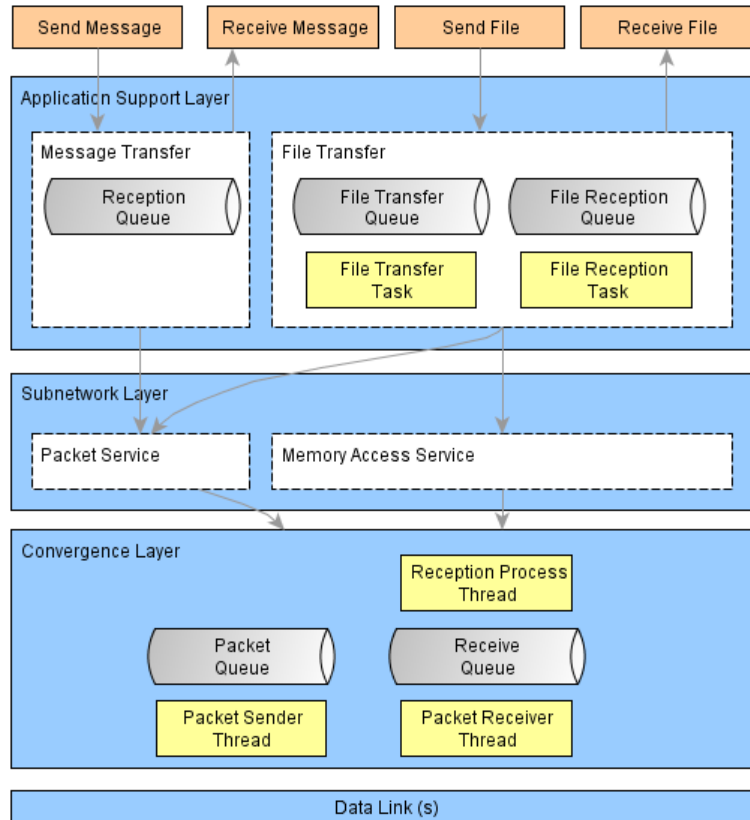 Send Message
Receive Message
Send File
Receive File
Application Support Layer
Message Transfer
Reception
Queue
File Transfer
File Transfer
Queue
File Reception
Queue
File Transfer
Task
File Reception
Task
Subnetwork Layer
Packet Service
Memory Access Service
Convergence Layer
Reception Process
Thread
Packet
Queue
Receive
Queue
Packet Sender
Thread
Packet Receiver
Thread
Data Link (s)